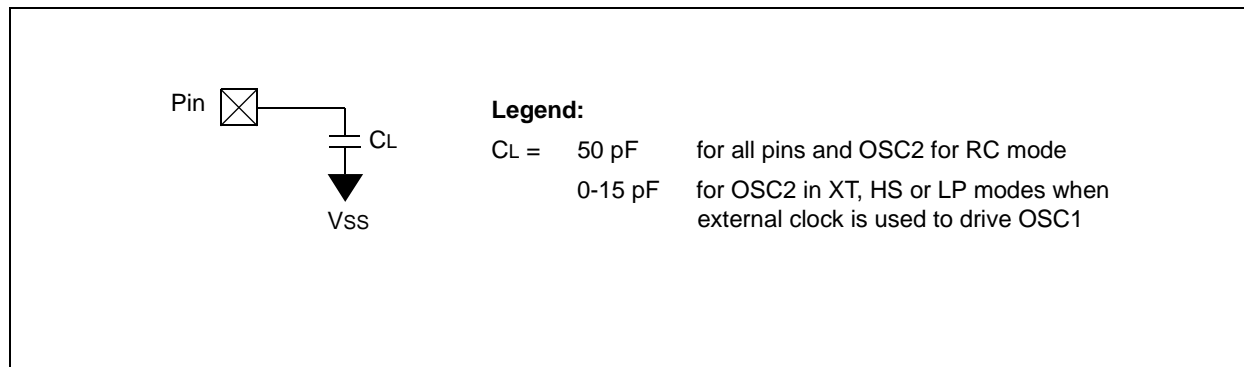 Pin
CL
VSS
Legend:
CL = 50 pF for all pins and OSC2 for RC mode
0-15 pF for OSC2 in XT, HS or LP modes when
external clock is used to drive OSC1